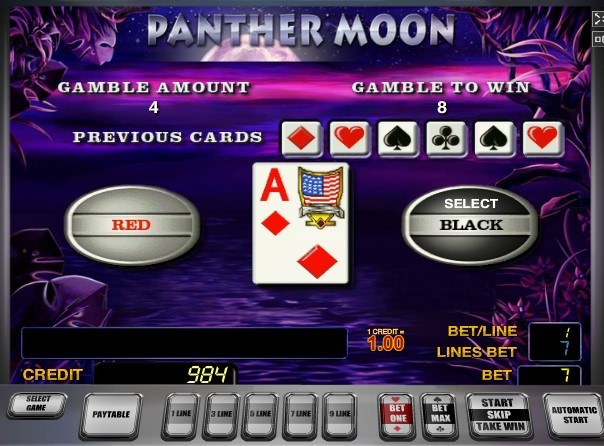 PANTHER MOON
GAMBLE AMOUNT
4
GAMBLE TO WIN
8
PREVIOUS CARDS
A
RED
SELECT
BLACK
1 CREDIT =
1.00
BET/LINE 1
LINES BET 7
CREDIT 984
BET 7
SELECT
GAME
PAYTABLE
1 LINE
3 LINE
5 LINE
7 LINE
9 LINE
BET
ONE
BET
MAX
START
SKIP
TAKE WIN
AUTOMATIC
START